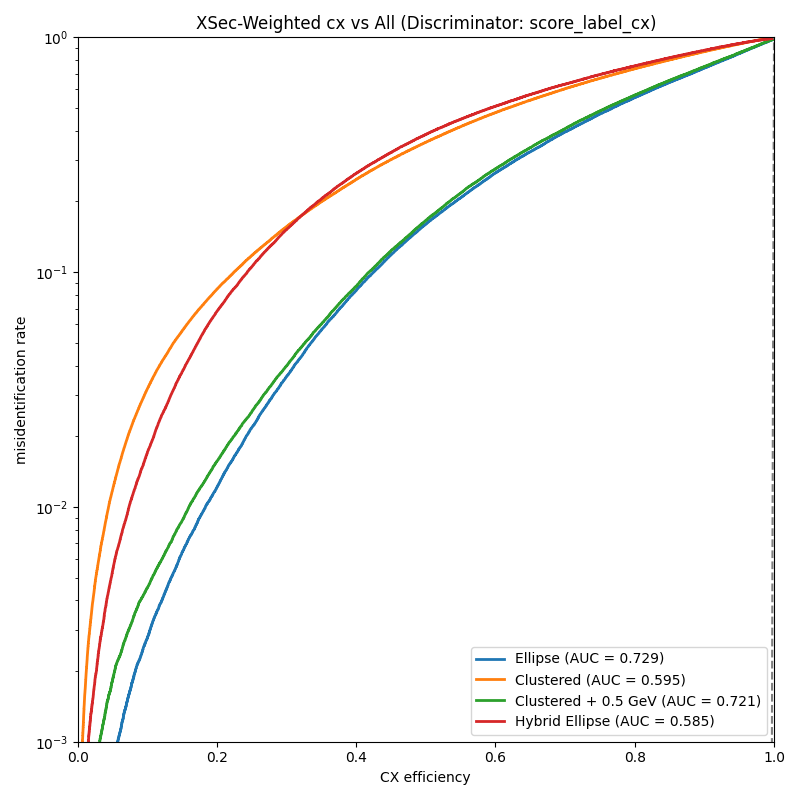 XSec-Weighted cx vs All (Discriminator: score_label_cx)
10⁰
10⁻¹
10⁻²
10⁻³
misidentification rate
0.0 0.2 0.4 0.6 0.8 1.0
CX efficiency
Ellipse (AUC = 0.729)
Clustered (AUC = 0.595)
Clustered + 0.5 GeV (AUC = 0.721)
Hybrid Ellipse (AUC = 0.585)